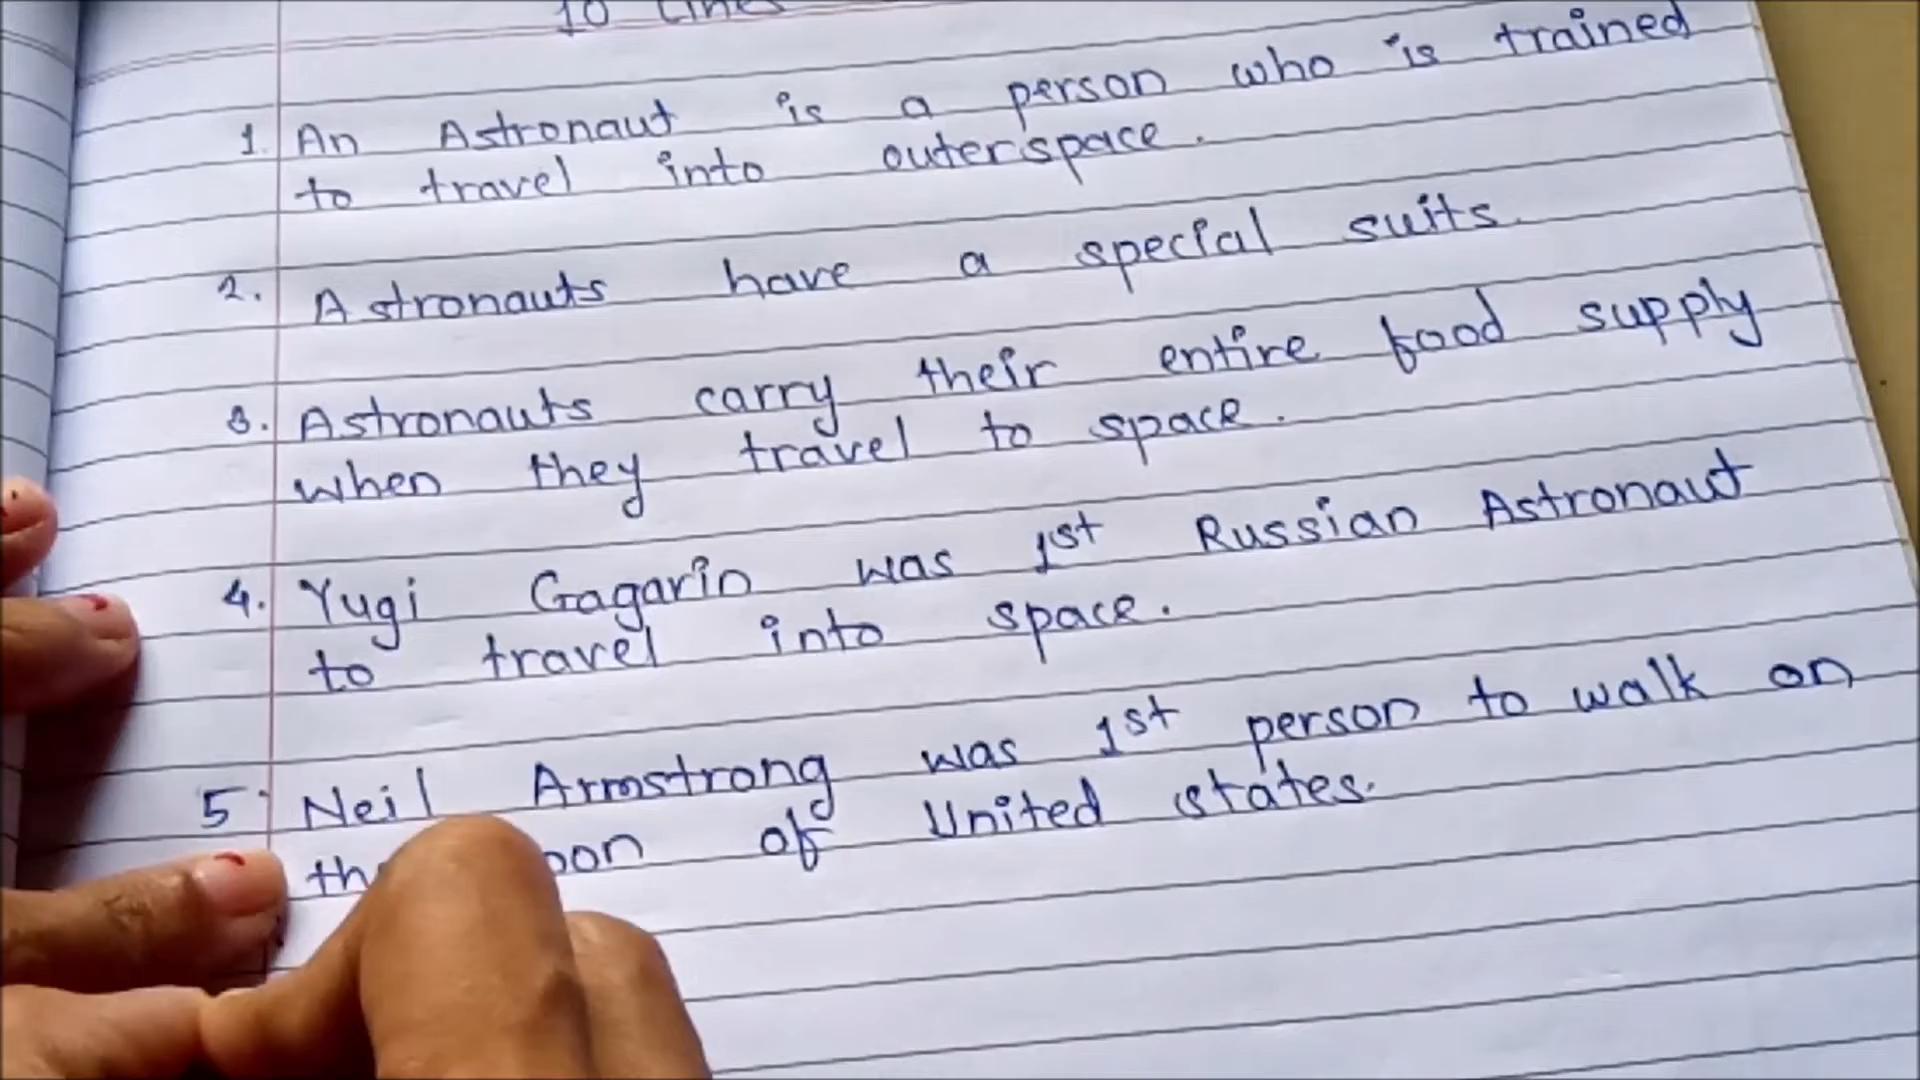 10 Lines
1. An Astronaut is a person who is trained
to travel into outerspace.
2. Astronauts have a special suits.
3. Astronauts carry their entire food supply
when they travel to space.
4. Yugi Gagarin was 1st Russian Astronaut
to travel into space.
5. Neil Armstrong was 1st person to walk on
of United states.